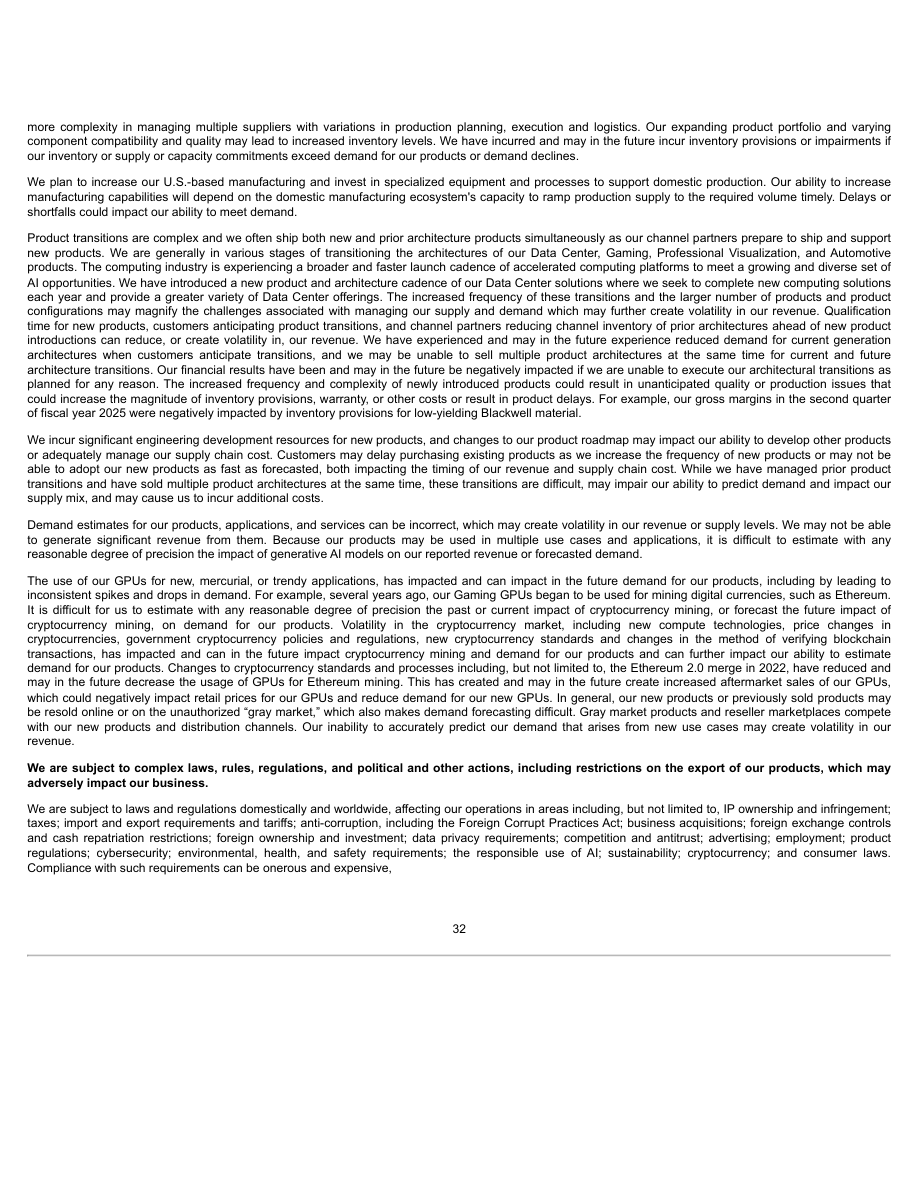 more complexity in managing multiple suppliers with variations in production planning, execution and logistics. Our expanding product portfolio and varying
component compatibility and quality may lead to increased inventory levels. We have incurred and may in the future incur inventory provisions or impairments if
our inventory or supply or capacity commitments exceed demand for our products or demand declines.
We plan to increase our U.S.-based manufacturing and invest in specialized equipment and processes to support domestic production. Our ability to increase
manufacturing capabilities will depend on the domestic manufacturing ecosystem's capacity to ramp production supply to the required volume timely. Delays or
shortfalls could impact our ability to meet demand.
Product transitions are complex and we often ship both new and prior architecture products simultaneously as our channel partners prepare to ship and support
new products. We are generally in various stages of transitioning the architectures of our Data Center, Gaming, Professional Visualization, and Automotive
products. The computing industry is experiencing a broader and faster launch cadence of accelerated computing platforms to meet a growing and diverse set of
AI opportunities. We have introduced a new product and architecture cadence of our Data Center solutions where we seek to complete new computing solutions
each year and provide a greater variety of Data Center offerings. The increased frequency of these transitions and the larger number of products and product
configurations may magnify the challenges associated with managing our supply and demand which may further create volatility in our revenue. Qualification
time for new products, customers anticipating product transitions, and channel partners reducing channel inventory of prior architectures ahead of new product
introductions can reduce, or create volatility in, our revenue. We have experienced and may in the future experience reduced demand for current generation
architectures when customers anticipate transitions, and we may be unable to sell multiple product architectures at the same time for current and future
architecture transitions. Our financial results have been and may in the future be negatively impacted if we are unable to execute our architectural transitions as
planned for any reason. The increased frequency and complexity of newly introduced products could result in unanticipated quality or production issues that
could increase the magnitude of inventory provisions, warranty, or other costs or result in product delays. For example, our gross margins in the second quarter
of fiscal year 2025 were negatively impacted by inventory provisions for low-yielding Blackwell material.
We incur significant engineering development resources for new products, and changes to our product roadmap may impact our ability to develop other products
or adequately manage our supply chain cost. Customers may delay purchasing existing products as we increase the frequency of new products or may not be
able to adopt our new products as fast as forecasted, both impacting the timing of our revenue and supply chain cost. While we have managed prior product
transitions and have sold multiple product architectures at the same time, these transitions are difficult, may impair our ability to predict demand and impact our
supply mix, and may cause us to incur additional costs.
Demand estimates for our products, applications, and services can be incorrect, which may create volatility in our revenue or supply levels. We may not be able
to generate significant revenue from them. Because our products may be used in multiple use cases and applications, it is difficult to estimate with any
reasonable degree of precision the impact of generative AI models on our reported revenue or forecasted demand.
The use of our GPUs for new, mercurial, or trendy applications, has impacted and can impact in the future demand for our products, including by leading to
inconsistent spikes and drops in demand. For example, several years ago, our Gaming GPUs began to be used for mining digital currencies, such as Ethereum.
It is difficult for us to estimate with any reasonable degree of precision the past or current impact of cryptocurrency mining, or forecast the future impact of
cryptocurrency mining, on demand for our products. Volatility in the cryptocurrency market, including new compute technologies, price changes in
cryptocurrencies, government cryptocurrency policies and regulations, new cryptocurrency standards and changes in the method of verifying blockchain
transactions, has impacted and can in the future impact cryptocurrency mining and demand for our products and can further impact our ability to estimate
demand for our products. Changes to cryptocurrency standards and processes including, but not limited to, the Ethereum 2.0 merge in 2022, have reduced and
may in the future decrease the usage of GPUs for Ethereum mining. This has created and may in the future create increased aftermarket sales of our GPUs,
which could negatively impact retail prices for our GPUs and reduce demand for our new GPUs. In general, our new products or previously sold products may
be resold online or on the unauthorized “gray market,” which also makes demand forecasting difficult. Gray market products and reseller marketplaces compete
with our new products and distribution channels. Our inability to accurately predict our demand that arises from new use cases may create volatility in our
revenue.
We are subject to complex laws, rules, regulations, and political and other actions, including restrictions on the export of our products, which may
adversely impact our business.
We are subject to laws and regulations domestically and worldwide, affecting our operations in areas including, but not limited to, IP ownership and infringement;
taxes; import and export requirements and tariffs; anti-corruption, including the Foreign Corrupt Practices Act; business acquisitions; foreign exchange controls
and cash repatriation restrictions; foreign ownership and investment; data privacy requirements; competition and antitrust; advertising; employment; product
regulations; cybersecurity; environmental, health, and safety requirements; the responsible use of AI; sustainability; cryptocurrency; and consumer laws.
Compliance with such requirements can be onerous and expensive,
32